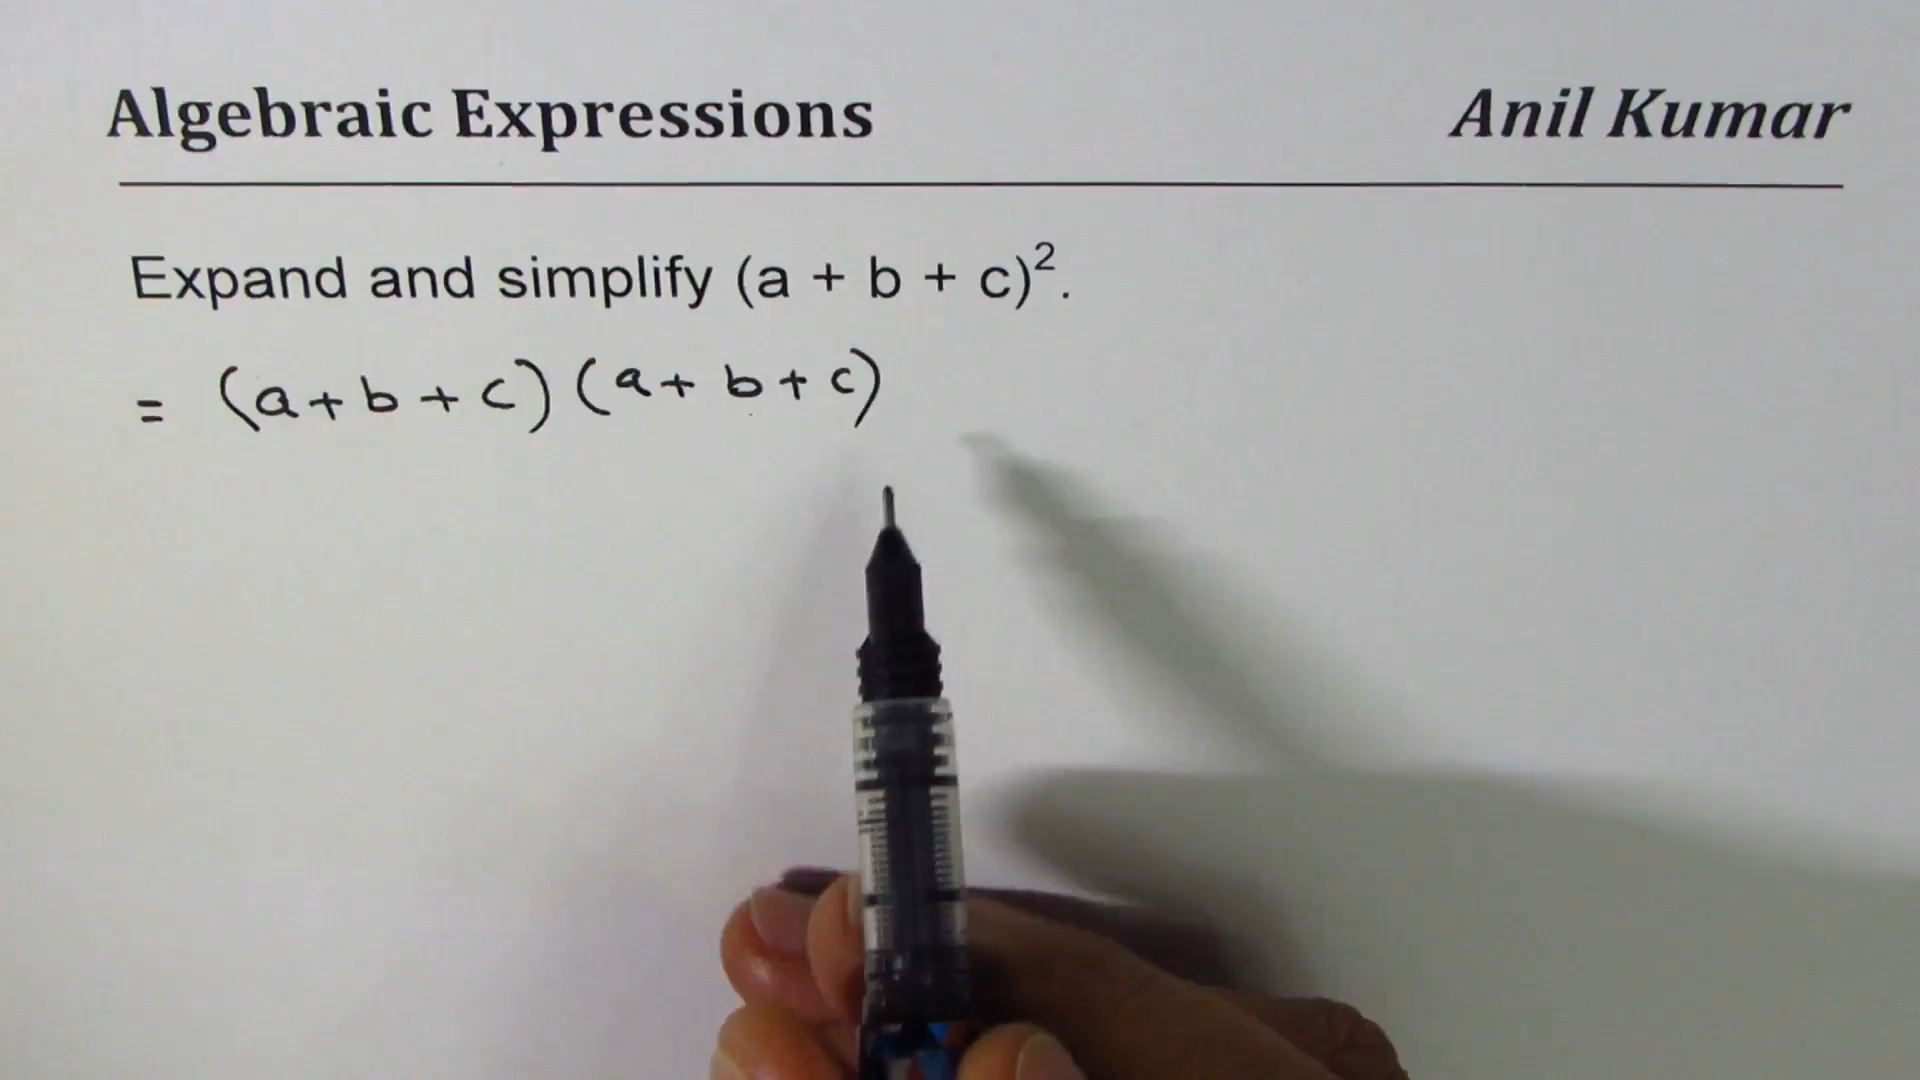 Algebraic Expressions Anil Kumar
Expand and simplify (a + b + c)².
= (a + b + c) (a + b + c)